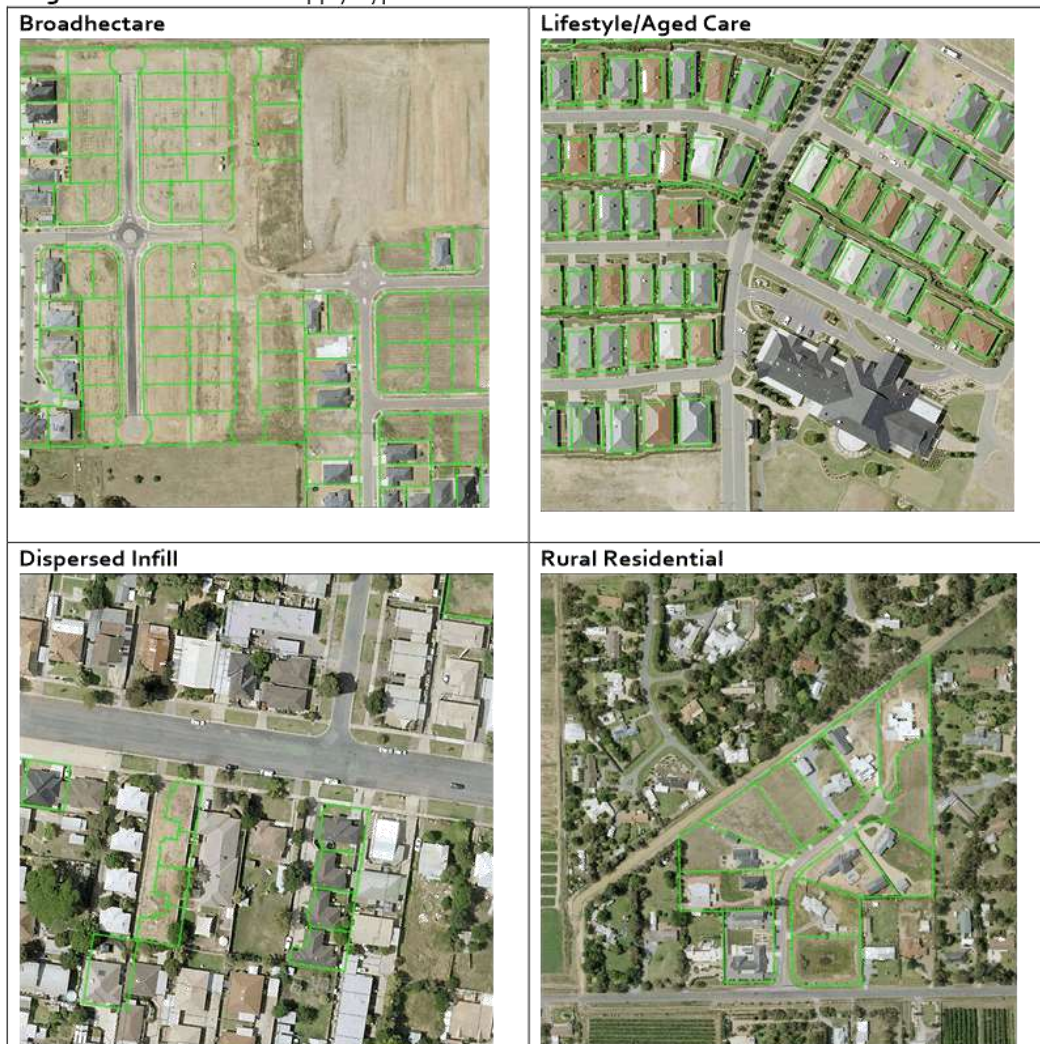 Broadhectare
Lifestyle/Aged Care
Dispersed Infill
Rural Residential